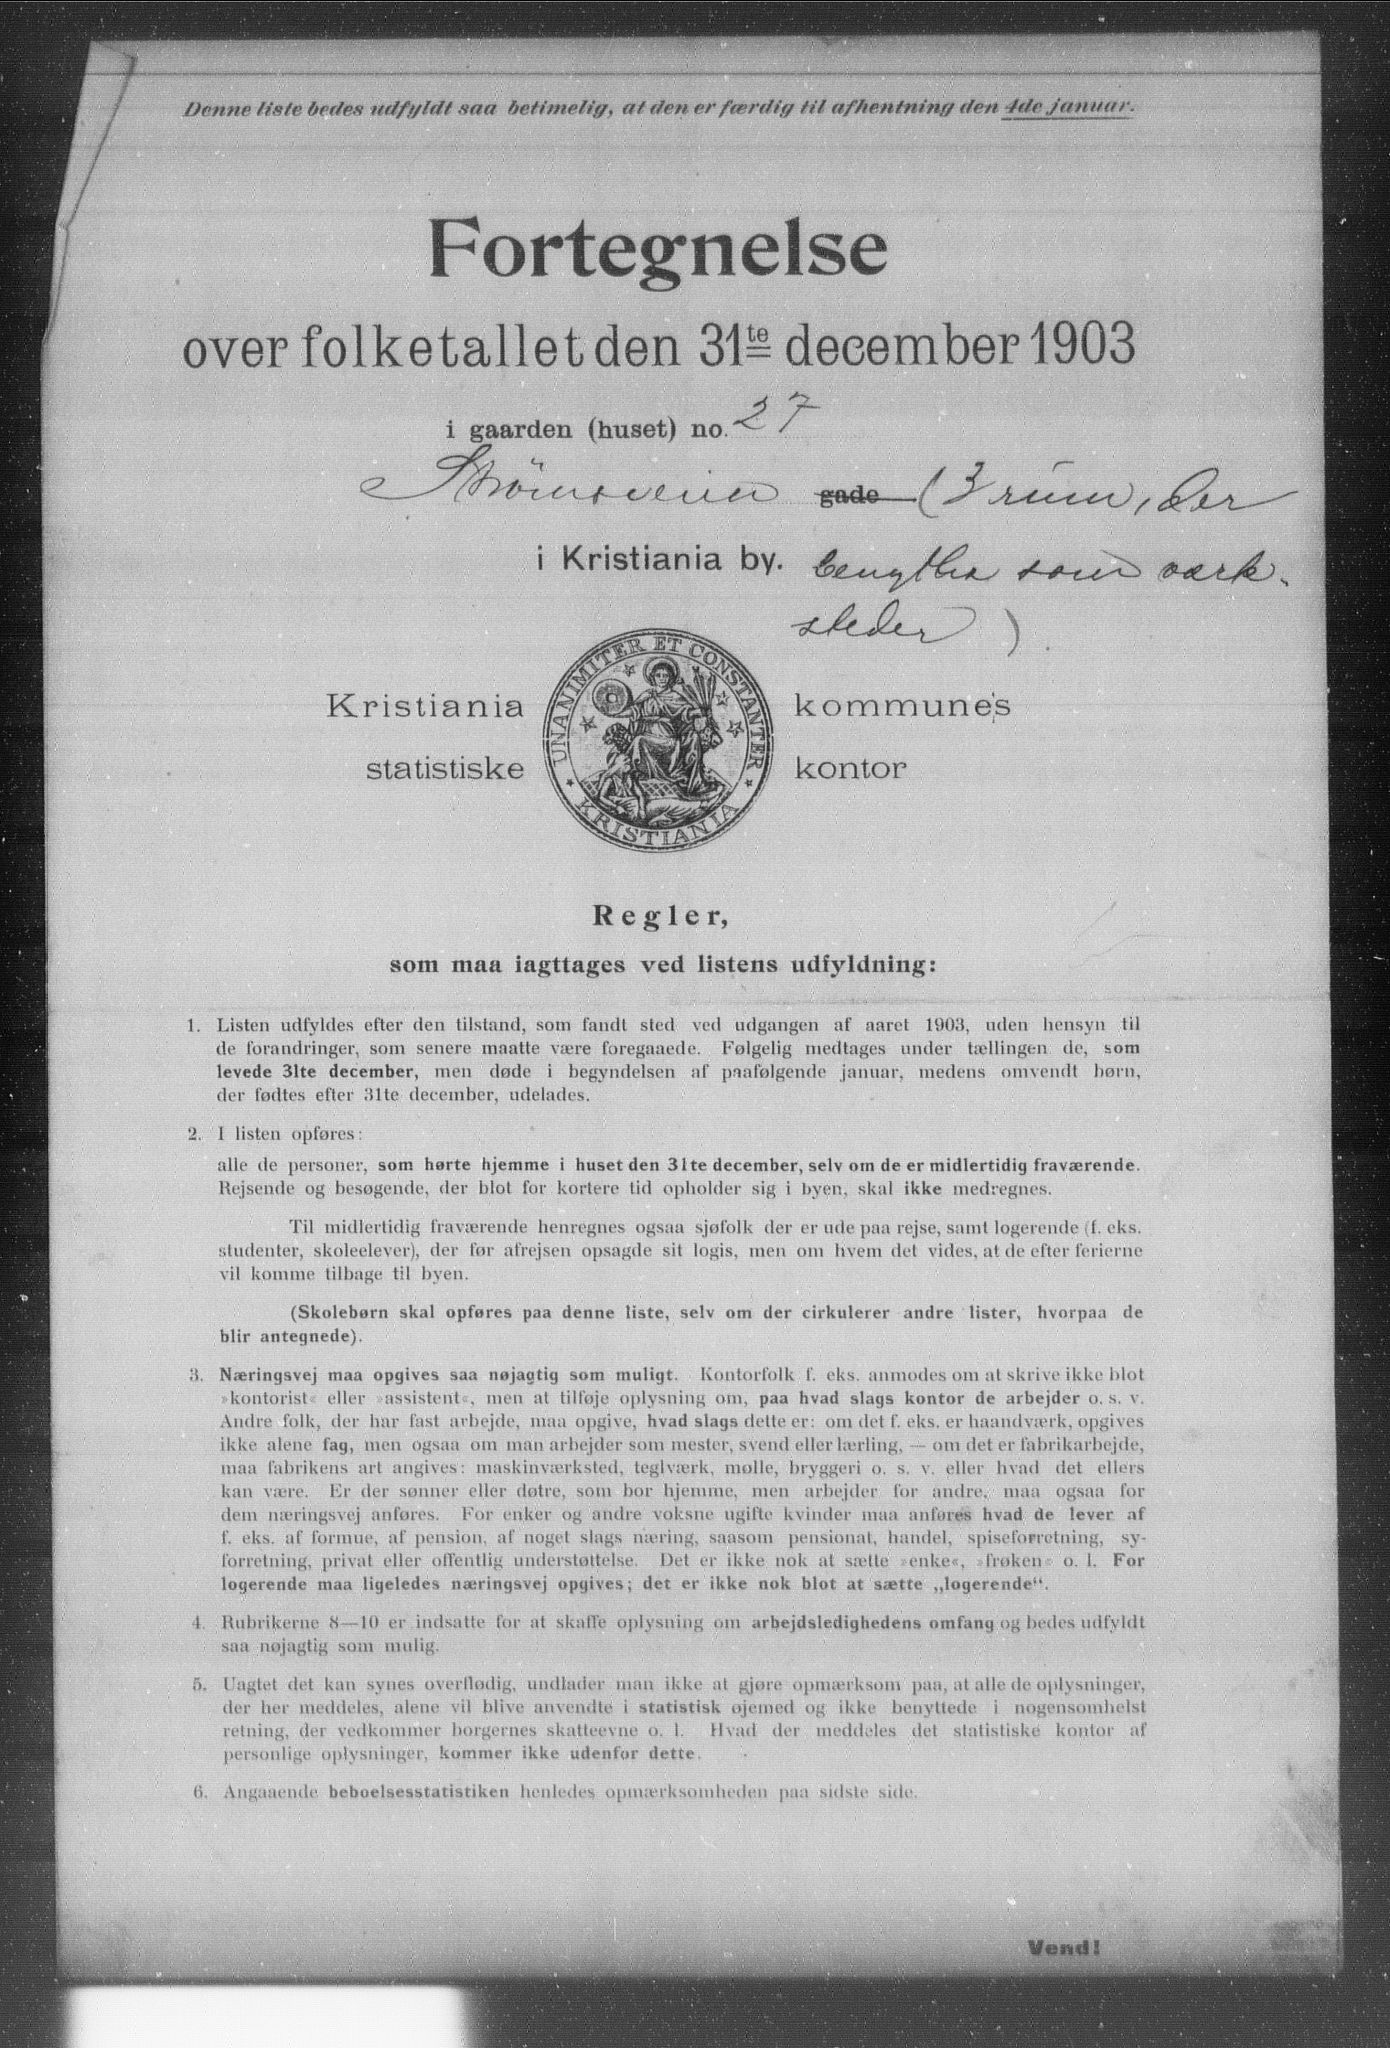 Denne liste bedes udfyldt saa betimelig, at den er færdig til afhentning den 4de januar.
Fortegnelse
over folketallet den 31te december 1903
i gaarden (huset) no. 27
Strømsveien gade (3 rum, der
i Kristiania by. benyttes som værk-
steder)
UNANIMITER ET CONSTANTER
KRISTIANIA
Kristiania kommunes
statistiske kontor
Regler,
som maa iagttages ved listens udfyldning:
1. Listen udfyldes efter den tilstand, som fandt sted ved udgangen af aaret 1903, uden hensyn til
de forandringer, som senere maatte være foregaaede. Følgelig medtages under tællingen de, som
levede 31te december, men døde i begyndelsen af paafølgende januar, medens omvendt børn,
der fødtes efter 31te december, udelades.
2. I listen opføres:
alle de personer, som hørte hjemme i huset den 31te december, selv om de er midlertidig fraværende.
Rejsende og besøgende, der blot for kortere tid opholder sig i byen, skal ikke medregnes.
Til midlertidig fraværende henregnes ogsaa sjøfolk der er ude paa rejse, samt logerende (f. eks.
studenter, skoleelever), der før afrejsen opsagde sit logis, men om hvem det vides, at de efter ferierne
vil komme tilbage til byen.
(Skolebørn skal opføres paa denne liste, selv om der cirkulerer andre lister, hvorpaa de
blir antegnede).
3. Næringsvej maa opgives saa nøjagtig som muligt. Kontorfolk f. eks. anmodes om at skrive ikke blot
»kontorist« eller »assistent«, men at tilføje oplysning om, paa hvad slags kontor de arbejder o. s. v.
Andre folk, der har fast arbejde, maa opgive, hvad slags dette er: om det f. eks. er haandværk, opgives
ikke alene fag, men ogsaa om man arbejder som mester, svend eller lærling, — om det er fabrikarbejde,
maa fabrikens art angives: maskinværksted, teglværk, mølle, bryggeri o. s. v. eller hvad det ellers
kan være. Er der sønner eller døtre, som bor hjemme, men arbejder for andre, maa ogsaa for
dem næringsvej anføres. For enker og andre voksne ugifte kvinder maa anføres hvad de lever af
f. eks. af formue, af pension, af noget slags næring, saasom pensionat, handel, spiseforretning, sy-
forretning, privat eller offentlig understøttelse. Det er ikke nok at sætte »enke«, »frøken« o. l. For
logerende maa ligeledes næringsvej opgives; det er ikke nok blot at sætte „logerende“.
4. Rubrikerne 8—10 er indsatte for at skaffe oplysning om arbejdsledighedens omfang og bedes udfyldt
saa nøjagtig som mulig.
5. Uagtet det kan synes overflødig, undlader man ikke at gjøre opmærksom paa, at alle de oplysninger,
der her meddeles, alene vil blive anvendte i statistisk øjemed og ikke benyttede i nogensomhelst
retning, der vedkommer borgernes skatteevne o. l. Hvad der meddeles det statistiske kontor af
personlige oplysninger, kommer ikke udenfor dette.
6. Angaaende beboelsesstatistiken henledes opmærksomheden paa sidste side.
Vend!